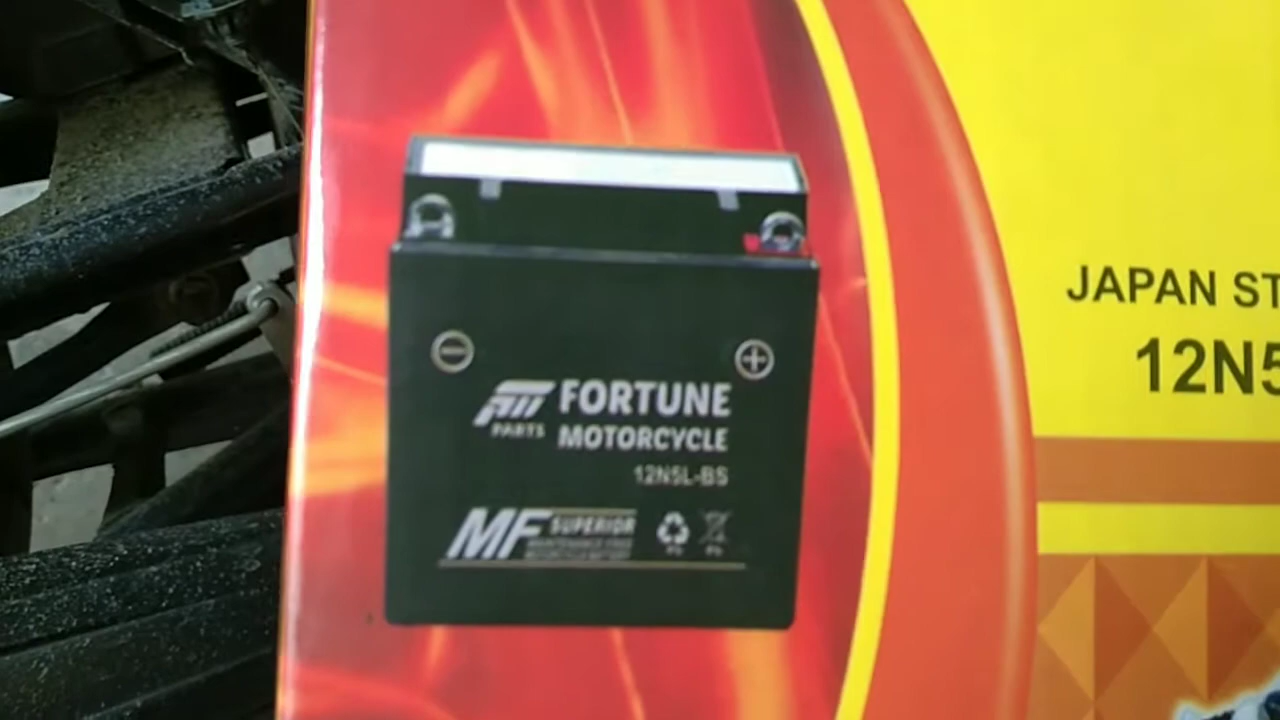 FORTUNE
PARTS MOTORCYCLE
12N5L-BS
MF SUPERIOR
JAPAN ST
12N5